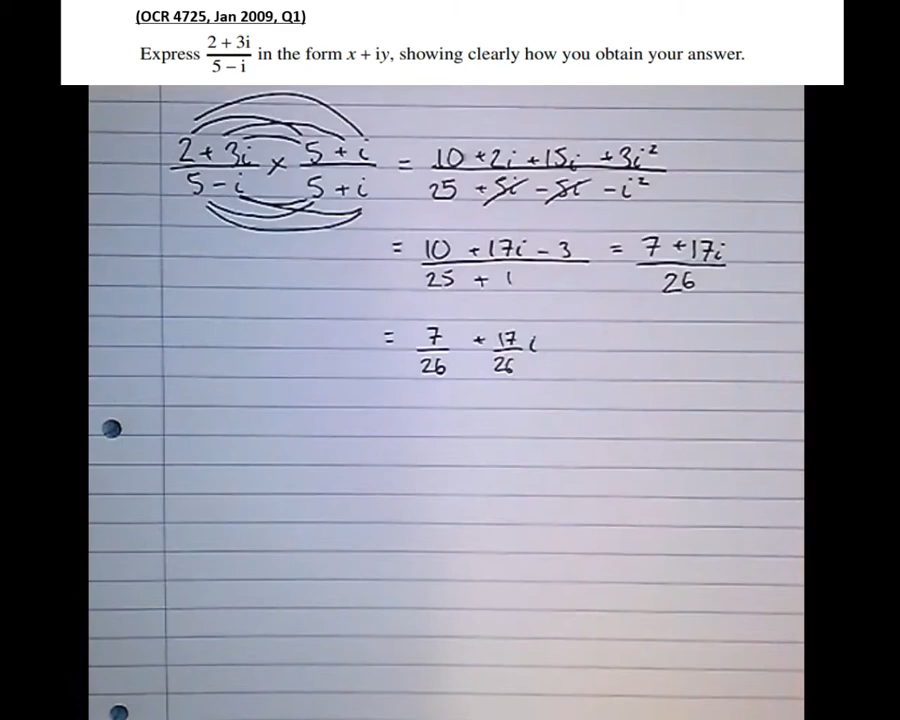 (OCR 4725, Jan 2009, Q1)
Express (2 + 3i)/(5 – i) in the form x + iy, showing clearly how you obtain your answer.
(2 + 3i)/(5 - i) × (5 + i)/(5 + i) = (10 + 2i + 15i + 3i²)/(25 + 5i - 5i - i²)
= (10 + 17i - 3)/(25 + 1) = (7 + 17i)/26
= 7/26 + 17/26 i